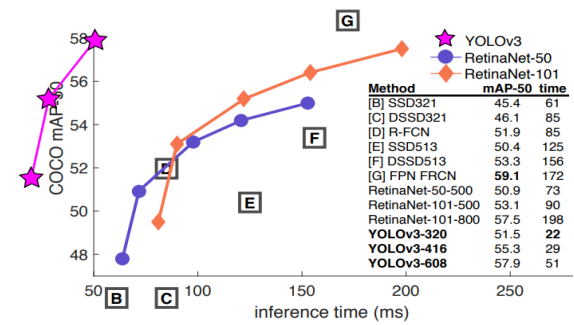 G
58
YOLOv3
RetinaNet-50
RetinaNet-101
Method mAP-50 time
[B] SSD321 45.4 61
[C] DSSD321 46.1 85
[D] R-FCN 51.9 85
[E] SSD513 50.4 125
[F] DSSD513 53.3 156
[G] FPN FRCN 59.1 172
RetinaNet-50-500 50.9 73
RetinaNet-101-500 53.1 90
RetinaNet-101-800 57.5 198
YOLOv3-320 51.5 22
YOLOv3-416 55.3 29
YOLOv3-608 57.9 51
COCO mAP-50
56
54
52
50
48
D
E
F
50 100 150 200 250
B
C
inference time (ms)